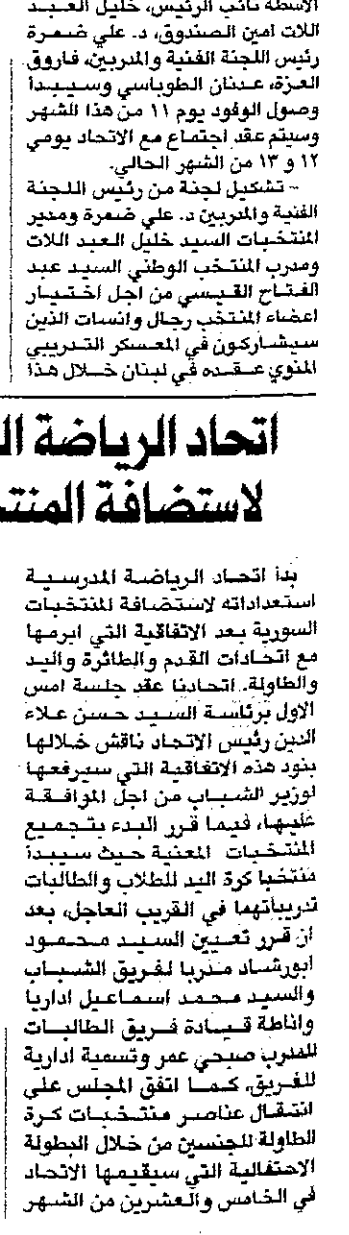 الأسطة نائب الرئيس، خليل العبد
اللات امين الصندوق، د. علي ضمرة
رئيس اللجنة الفنية والمدربين، فاروق
العزة، عدنان الطوباسي وسيبدأ
وصول الوفود يوم ١١ من هذا الشهر
وسيتم عقد اجتماع مع الاتحاد يومي
١٢ و ١٣ من الشهر الحالي.
- تشكيل لجنة من رئيس اللجنة
الفنية والمدربين د. علي ضمرة ومدير
المنتخبات السيد خليل العبد اللات
ومدرب المنتخب الوطني السيد عبد
الفتاح القيسي من اجل اختيار
اعضاء المنتخب رجال وانسات الذين
سيشاركون في المعسكر التدريبي
المنوي عقده في لبنان خلال هذا
اتحاد الرياضة ال
لاستضافة المنتخ
بدأ اتحاد الرياضة المدرسية
استعداداته لاستضافة المنتخبات
السورية بعد الاتفاقية التي ابرمها
مع اتحادات القدم والطائرة واليد
والطاولة. اتحادنا عقد جلسة امس
الاول برئاسة السيد حسن علاء
الدين رئيس الاتحاد ناقش خلالها
بنود هذه الاتفاقية التي سيرفعها
لوزير الشباب من اجل الموافقة
عليها، فيما قرر البدء بتجميع
المنتخبات المعنية حيث سيبدأ
منتخبا كرة اليد للطلاب والطالبات
تدريباتهما في القريب العاجل، بعد
ان قرر تعيين السيد محمود
ابورشاد مدربا لفريق الشباب
والسيد محمد اسماعيل اداريا
واناطة قيادة فريق الطالبات
للمدرب صبحي عمر وتسمية ادارية
للفريق، كما اتفق المجلس على
انتقال عناصر منتخبات كرة
الطاولة للجنسين من خلال البطولة
الاحتفالية التي سيقيمها الاتحاد
في الخامس والعشرين من الشهر